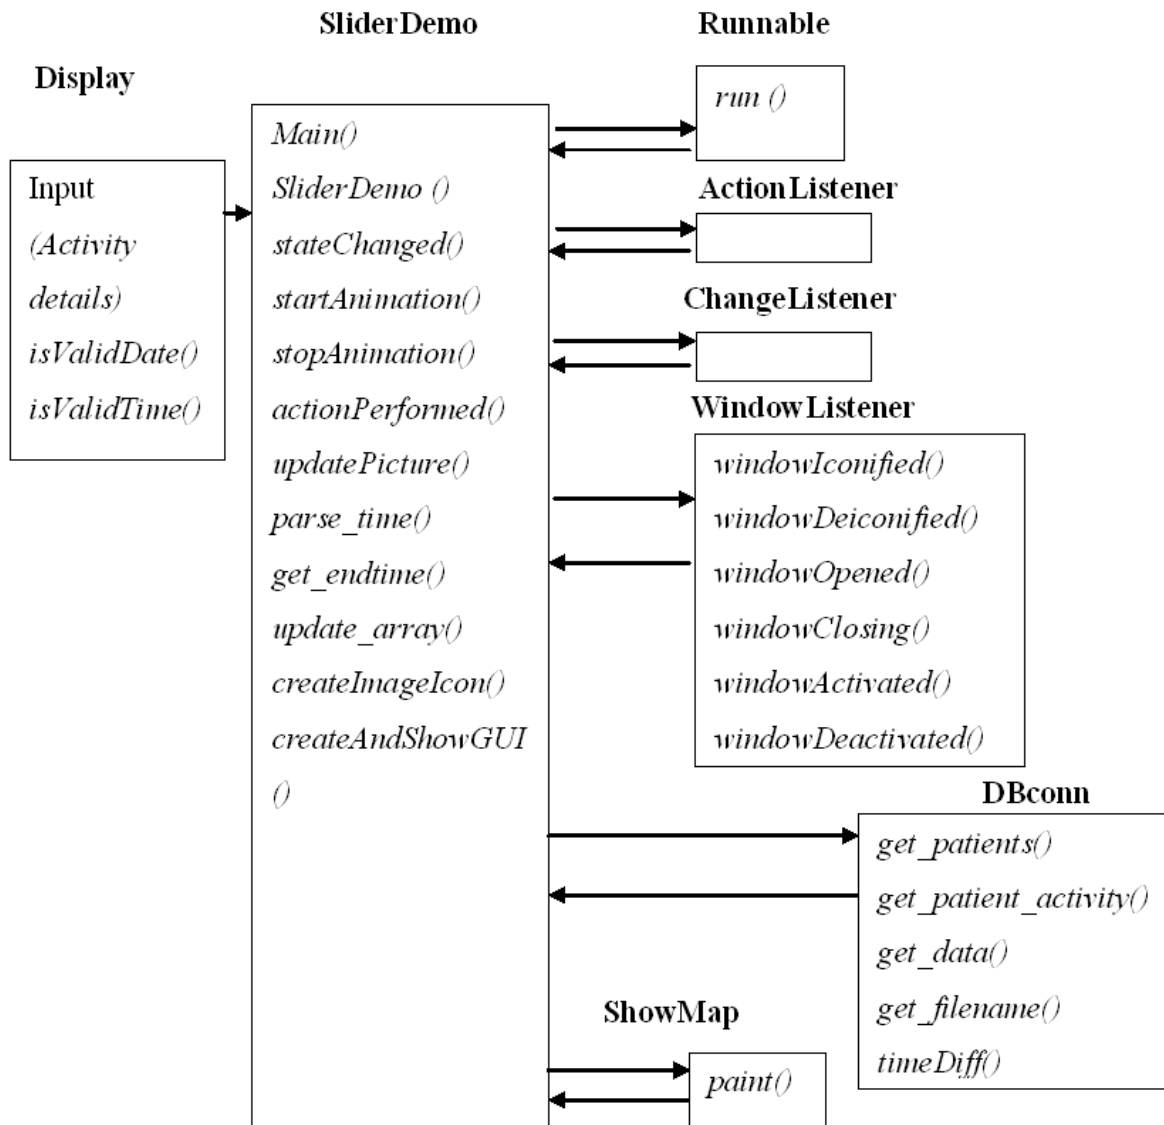 SliderDemo
Runnable
Display
Input
(Activity
details)
isValidDate()
isValidTime()
Main()
SliderDemo ()
stateChanged()
startAnimation()
stopAnimation()
actionPerformed()
updatePicture()
parse_time()
get_endtime()
update_array()
createImageIcon()
createAndShowGUI
()
run ()
ActionListener
ChangeListener
WindowListener
windowIconified()
windowDeiconified()
windowOpened()
windowClosing()
windowActivated()
windowDeactivated()
DBconn
get_patients()
get_patient_activity()
get_data()
get_filename()
timeDiff()
ShowMap
paint()